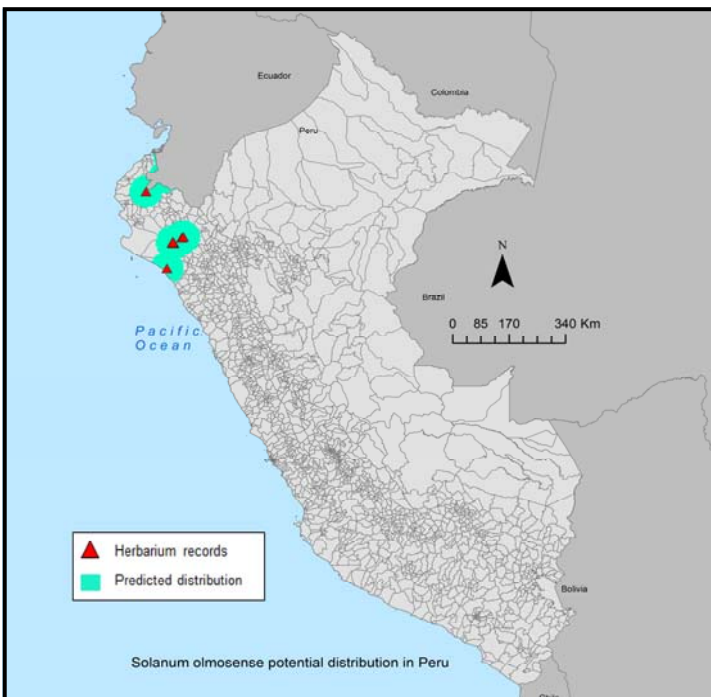 Ecuador
Colombia
Peru
N
Brazil
0 85 170 340 Km
Pacific
Ocean
Herbarium records
Predicted distribution
Bolivia
Solanum olmosense potential distribution in Peru
Chile